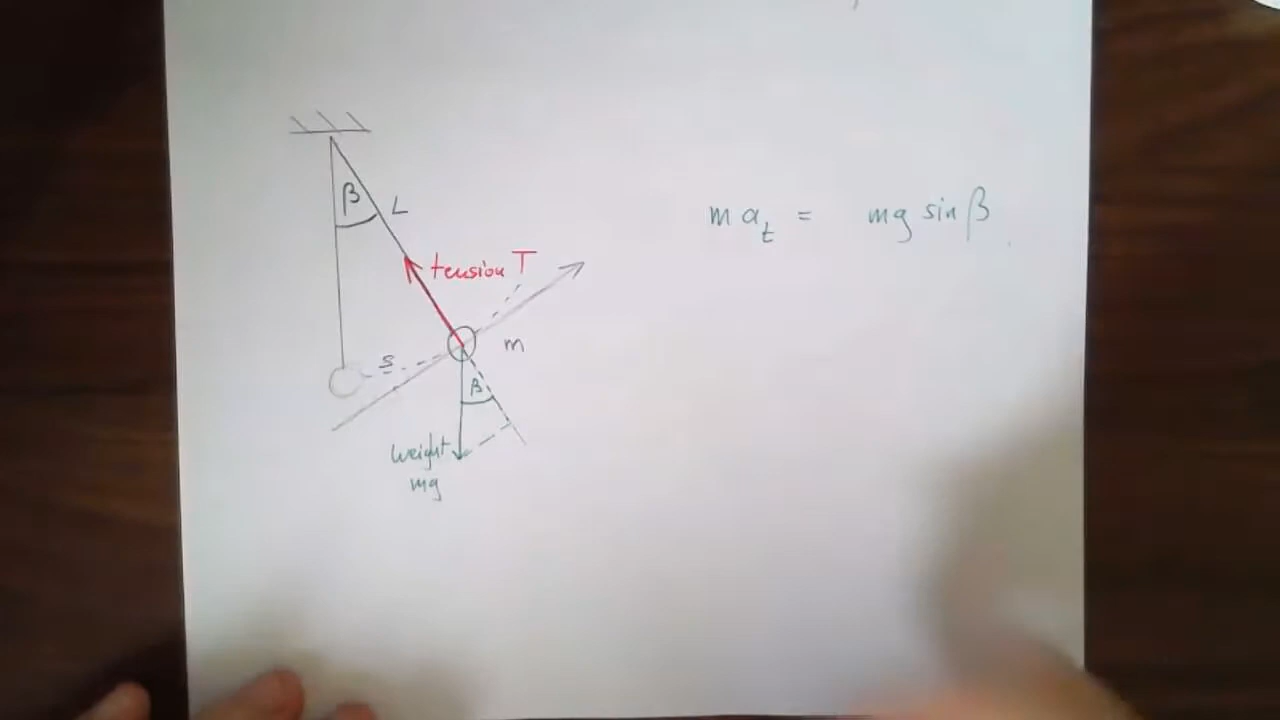 β
L
m a_t = mg sin β
tension T
s
m
β
weight
mg